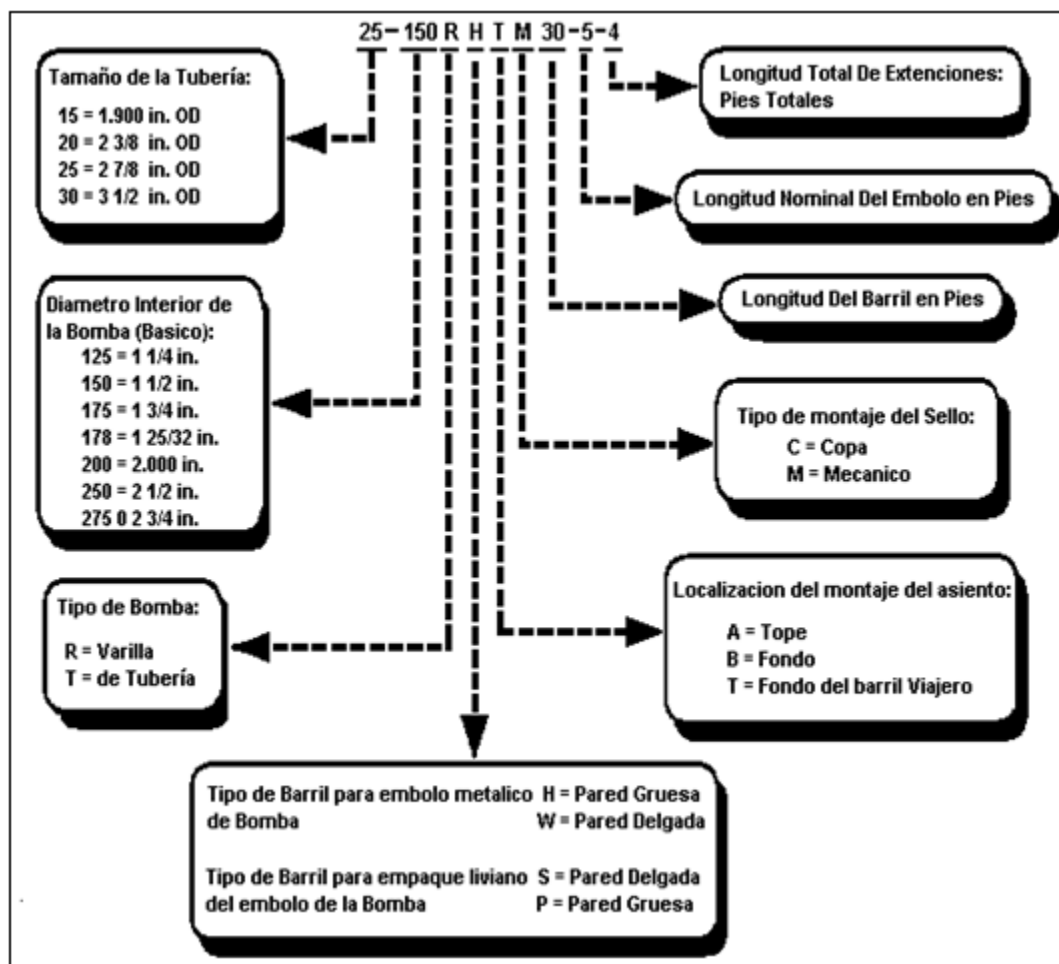 25-150 R H T M 30-5-4
Tamaño de la Tubería:
15 = 1.900 in. OD
20 = 2 3/8 in. OD
25 = 2 7/8 in. OD
30 = 3 1/2 in. OD
Diametro Interior de
la Bomba (Basico):
125 = 1 1/4 in.
150 = 1 1/2 in.
175 = 1 3/4 in.
178 = 1 25/32 in.
200 = 2.000 in.
250 = 2 1/2 in.
275 0 2 3/4 in.
Tipo de Bomba:
R = Varilla
T = de Tubería
Tipo de Barril para embolo metalico H = Pared Gruesa
de Bomba W = Pared Delgada
Tipo de Barril para empaque liviano S = Pared Delgada
del embolo de la Bomba P = Pared Gruesa
Longitud Total De Extenciones:
Pies Totales
Longitud Nominal Del Embolo en Pies
Longitud Del Barril en Pies
Tipo de montaje del Sello:
C = Copa
M = Mecanico
Localizacion del montaje del asiento:
A = Tope
B = Fondo
T = Fondo del barril Viajero